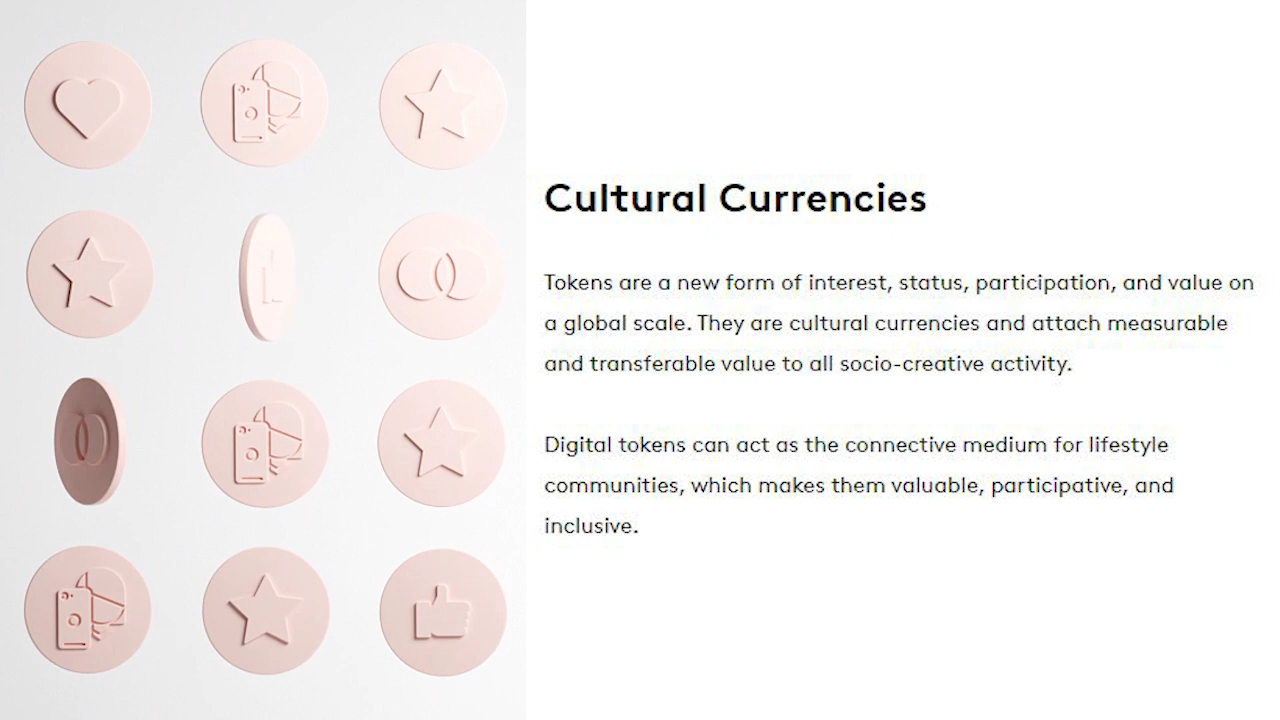 Cultural Currencies
Tokens are a new form of interest, status, participation, and value on
a global scale. They are cultural currencies and attach measurable
and transferable value to all socio-creative activity.
Digital tokens can act as the connective medium for lifestyle
communities, which makes them valuable, participative, and
inclusive.